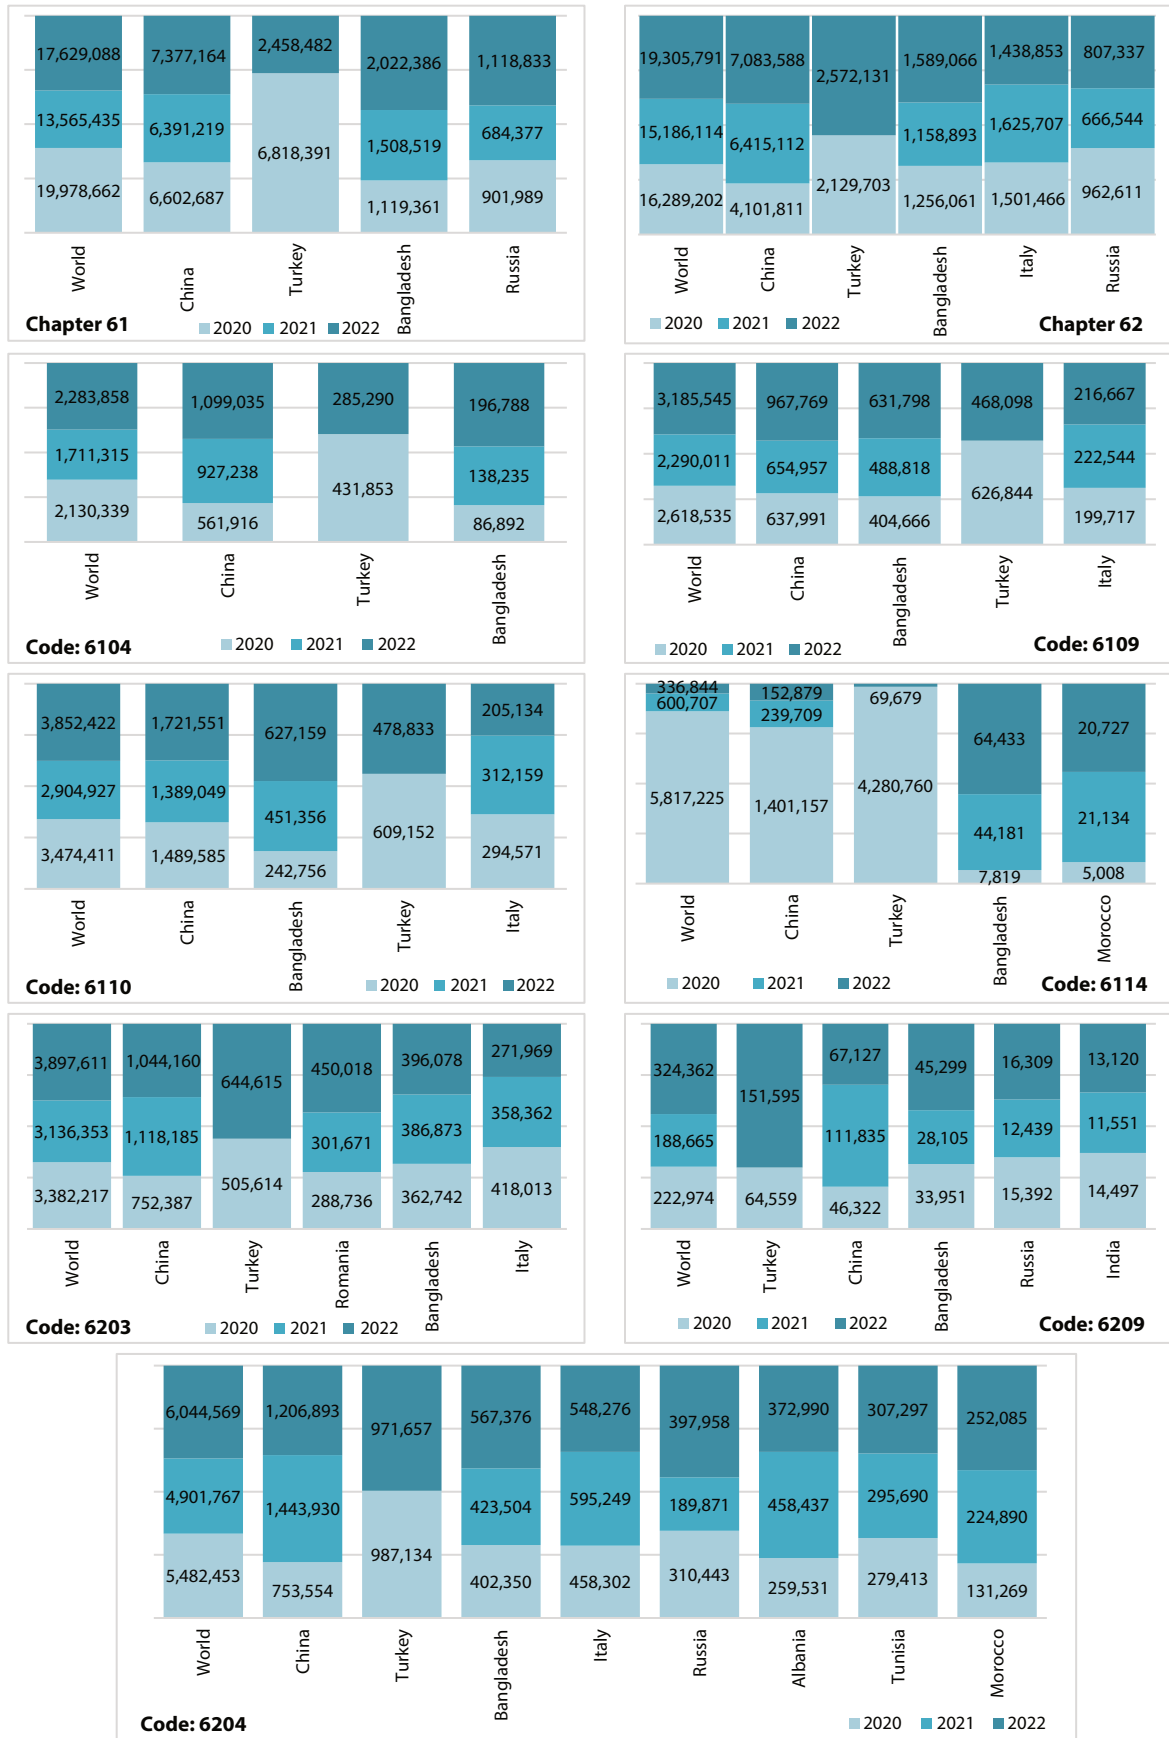 17,629,088 7,377,164 2,458,482 2,022,386 1,118,833
13,565,435 6,391,219 1,508,519 684,377
19,978,662 6,602,687 6,818,391 1,119,361 901,989
World China Turkey Bangladesh Russia
Chapter 61 2020 2021 2022
19,305,791 7,083,588 2,572,131 1,589,066 1,438,853 807,337
15,186,114 6,415,112 1,158,893 1,625,707 666,544
16,289,202 4,101,811 2,129,703 1,256,061 1,501,466 962,611
World China Turkey Bangladesh Italy Russia
2020 2021 2022 Chapter 62
2,283,858 1,099,035 285,290 196,788
1,711,315 927,238 138,235
2,130,339 561,916 431,853 86,892
World China Turkey Bangladesh
Code: 6104 2020 2021 2022
3,185,545 967,769 631,798 468,098 216,667
2,290,011 654,957 488,818 222,544
2,618,535 637,991 404,666 626,844 199,717
World China Bangladesh Turkey Italy
2020 2021 2022 Code: 6109
3,852,422 1,721,551 627,159 478,833 205,134
2,904,927 1,389,049 451,356 312,159
3,474,411 1,489,585 242,756 609,152 294,571
World China Bangladesh Turkey Italy
Code: 6110 2020 2021 2022
336,844 152,879 69,679 64,433 20,727
600,707 239,709 44,181 21,134
5,817,225 1,401,157 4,280,760 7,819 5,008
World China Turkey Bangladesh Morocco
2020 2021 2022 Code: 6114
3,897,611 1,044,160 644,615 450,018 396,078 271,969
3,136,353 1,118,185 301,671 386,873 358,362
3,382,217 752,387 505,614 288,736 362,742 418,013
World China Turkey Romania Bangladesh Italy
Code: 6203 2020 2021 2022
324,362 151,595 67,127 45,299 16,309 13,120
188,665 111,835 28,105 12,439 11,551
222,974 64,559 46,322 33,951 15,392 14,497
World Turkey China Bangladesh Russia India
2020 2021 2022 Code: 6209
6,044,569 1,206,893 971,657 567,376 548,276 397,958 372,990 307,297 252,085
4,901,767 1,443,930 423,504 595,249 189,871 458,437 295,690 224,890
5,482,453 753,554 987,134 402,350 458,302 310,443 259,531 279,413 131,269
World China Turkey Bangladesh Italy Russia Albania Tunisia Morocco
Code: 6204 2020 2021 2022